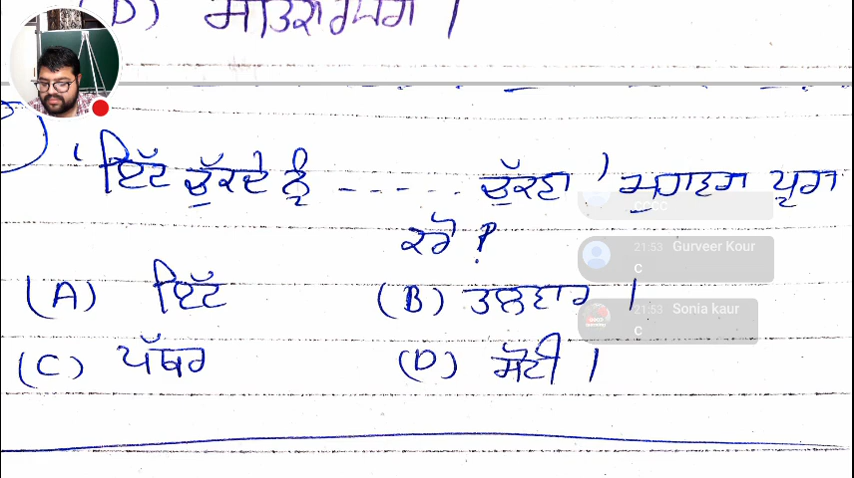 (D)
'ਇੱਟ ਚੁੱਕਦੇ ਨੂੰ ----- ਚੁੱਕਣਾ' ਮੁਹਾਵਰਾ ਪੂਰਾ
ਕਰੋ ?
21:53 Gurveer Kour
C
(A) ਇੱਟ (B) ਤਲਵਾਰ ।
21:53 Sonia kaur
C
(C) ਪੱਥਰ (D) ਸੋਟੀ ।